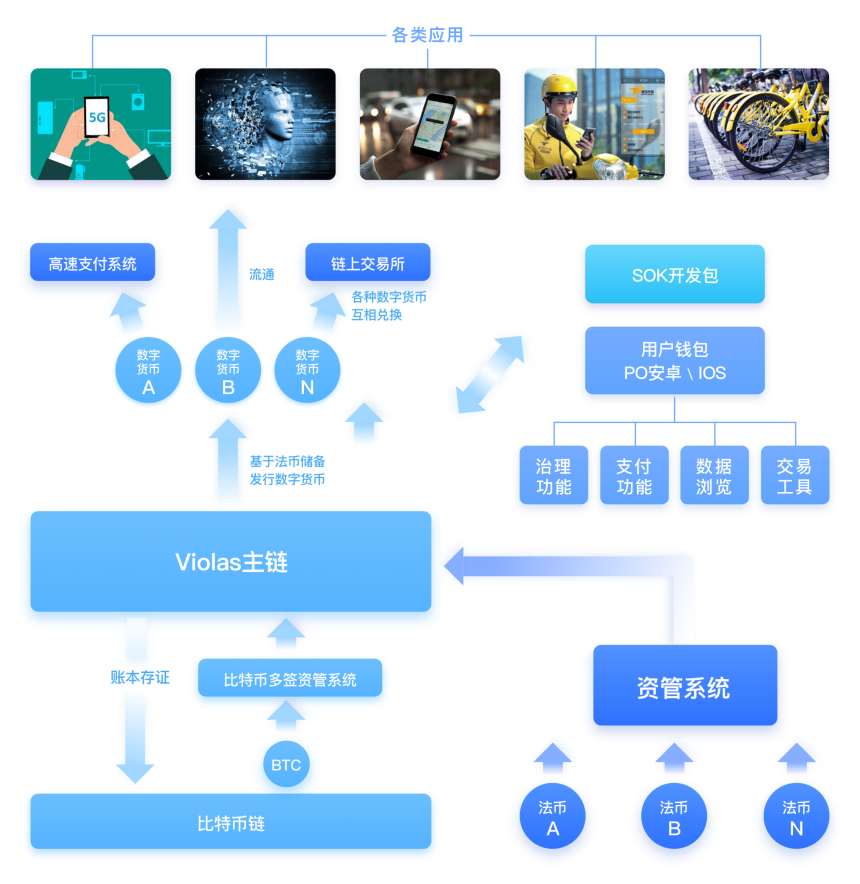 各类应用
5G
高速支付系统
流通
链上交易所
各种数字货币
互相兑换
数字
货币
A
数字
货币
B
数字
货币
N
SOK开发包
用户钱包
PO安卓 \ IOS
治理
功能
支付
功能
数据
浏览
交易
工具
基于法币储备
发行数字货币
Violas主链
账本存证
比特币多签资管系统
BTC
比特币链
资管系统
法币
A
法币
B
法币
N